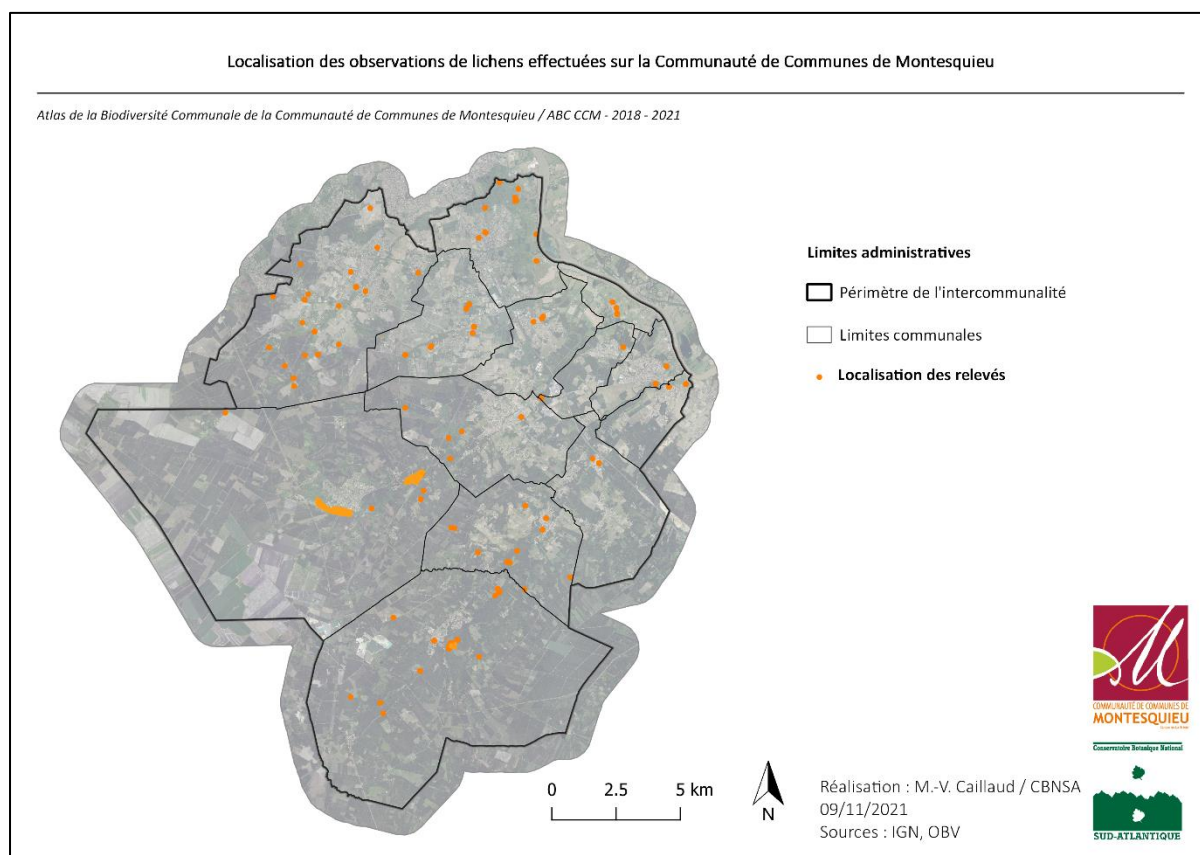 Localisation des observations de lichens effectuées sur la Communauté de Communes de Montesquieu
Atlas de la Biodiversité Communale de la Communauté de Communes de Montesquieu / ABC CCM - 2018 - 2021
Limites administratives
Périmètre de l'intercommunalité
Limites communales
Localisation des relevés
0 2.5 5 km
N
Réalisation : M.-V. Caillaud / CBNSA
09/11/2021
Sources : IGN, OBV
M
COMMUNAUTÉ DE COMMUNES DE
MONTESQUIEU
Conservatoire Botanique National
SUD-ATLANTIQUE